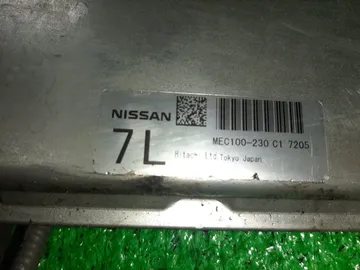 NISSAN
7L
MEC100-230 C1 7205
Hitachi Ltd.tokyo Japan